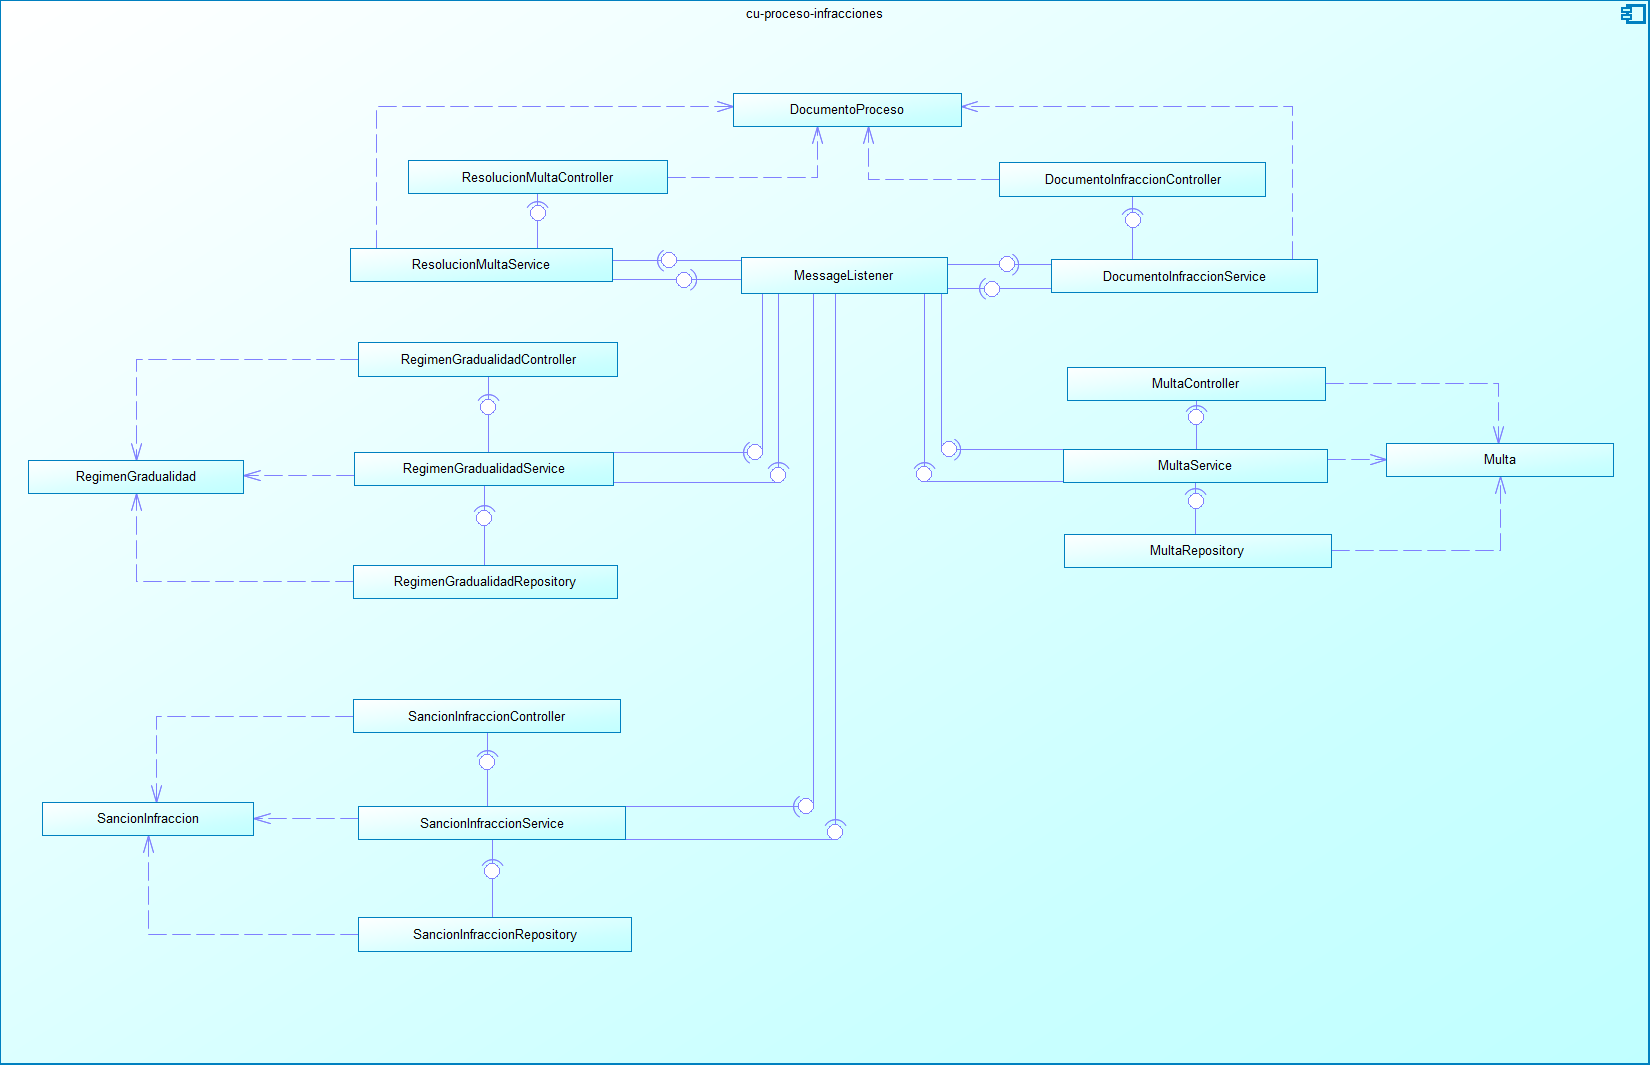 cu-proceso-infracciones
DocumentoProceso
ResolucionMultaController
DocumentoInfraccionController
ResolucionMultaService
MessageListener
DocumentoInfraccionService
RegimenGradualidadController
MultaController
RegimenGradualidad
RegimenGradualidadService
MultaService
Multa
MultaRepository
RegimenGradualidadRepository
SancionInfraccionController
SancionInfraccion
SancionInfraccionService
SancionInfraccionRepository